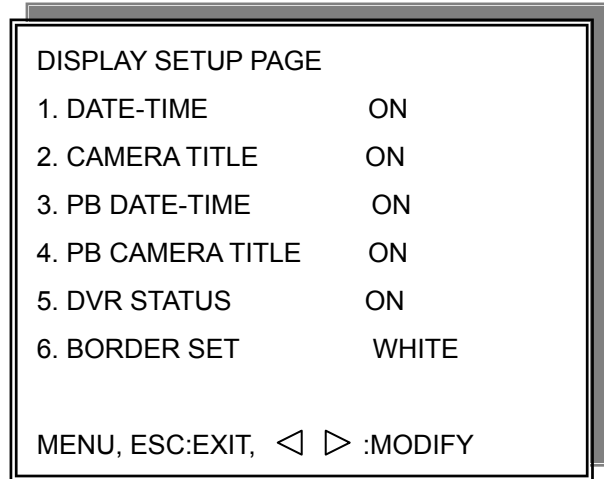 DISPLAY SETUP PAGE
1. DATE-TIME ON
2. CAMERA TITLE ON
3. PB DATE-TIME ON
4. PB CAMERA TITLE ON
5. DVR STATUS ON
6. BORDER SET WHITE
MENU, ESC:EXIT, ◁ ▷ :MODIFY